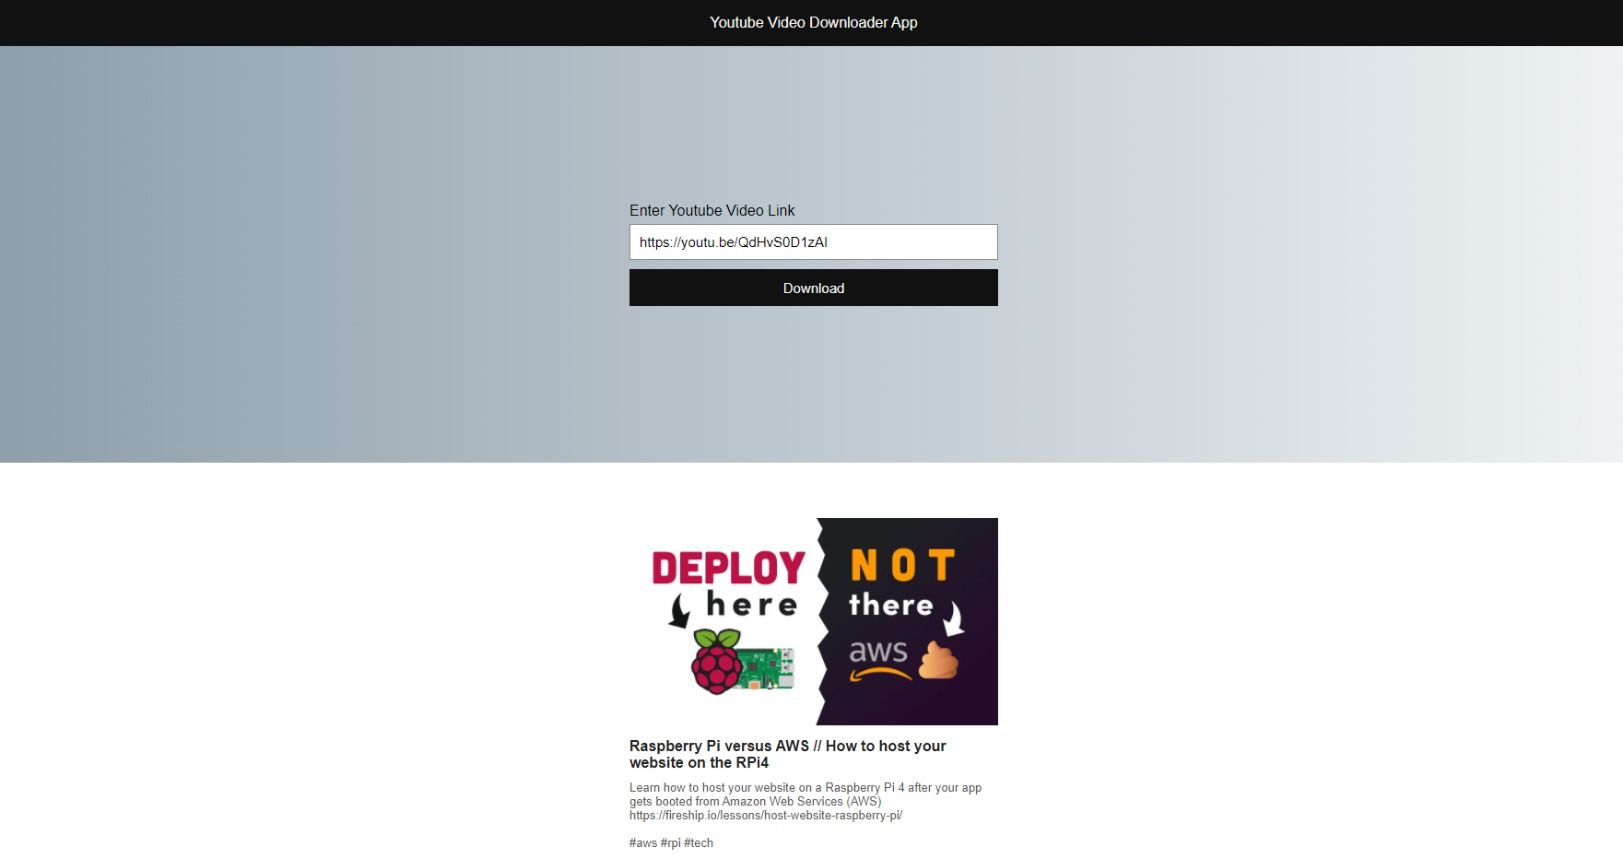 Youtube Video Downloader App
Enter Youtube Video Link
https://youtu.be/QdHvS0D1zAI
Download
DEPLOY
here
NOT
there
aws
Raspberry Pi versus AWS // How to host your
website on the RPi4
Learn how to host your website on a Raspberry Pi 4 after your app
gets booted from Amazon Web Services (AWS)
https://fireship.io/lessons/host-website-raspberry-pi/
#aws #rpi #tech